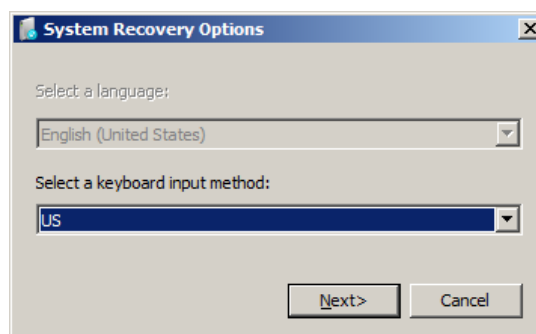 System Recovery Options
Select a language:
English (United States)
Select a keyboard input method:
US
Next> Cancel